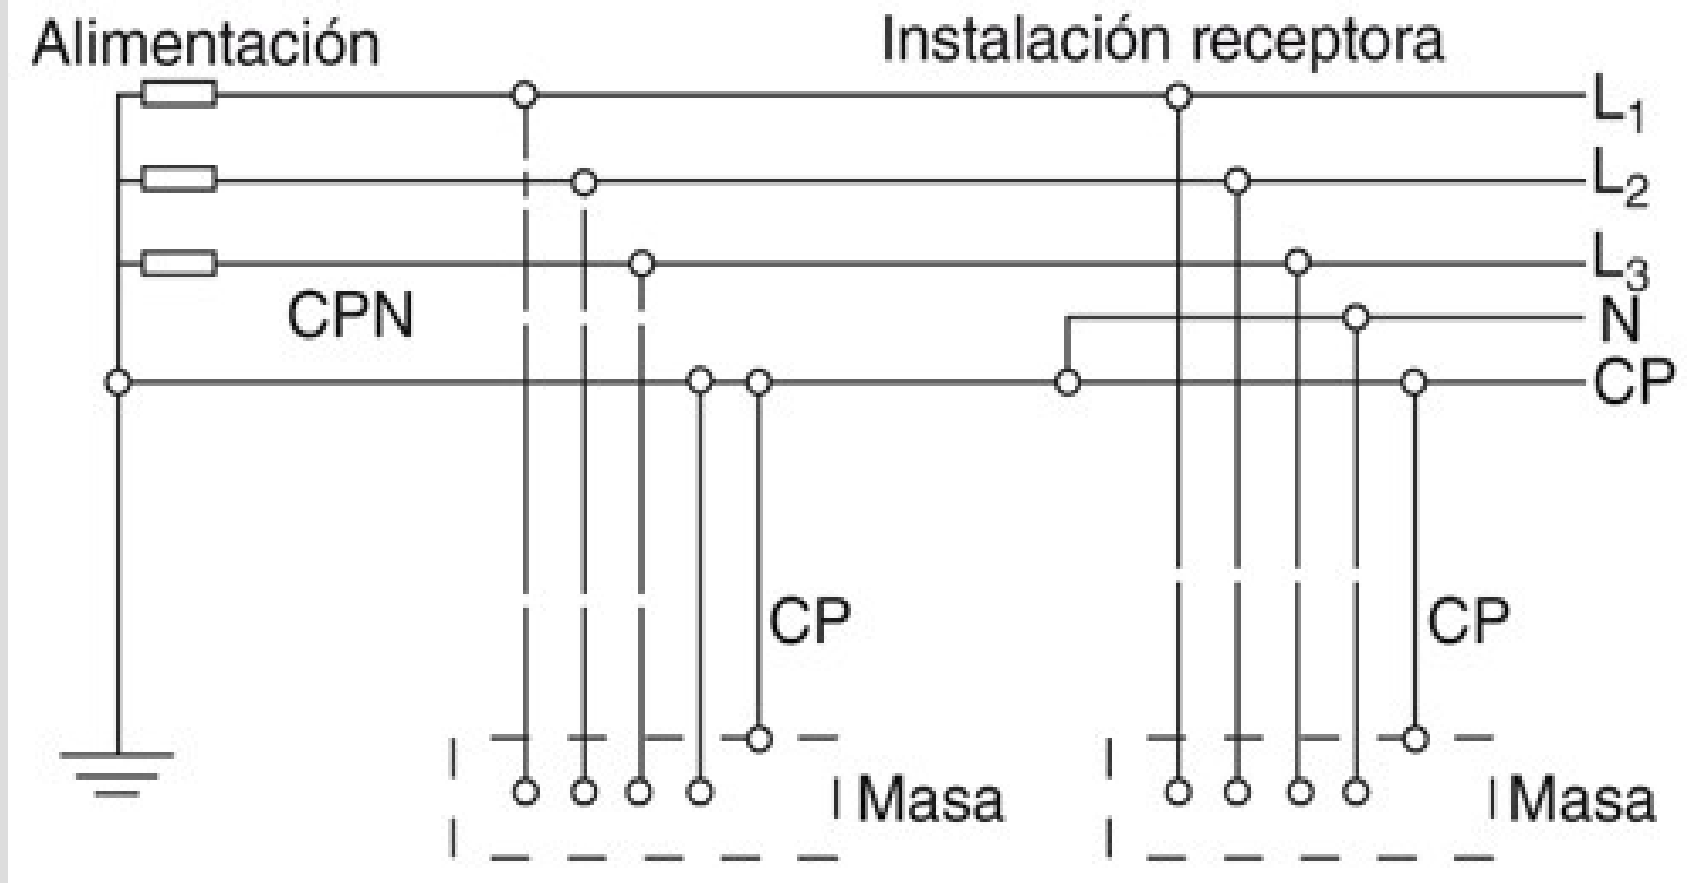 Alimentación
Instalación receptora
L1
L2
L3
CPN
N
CP
CP
CP
Masa
Masa